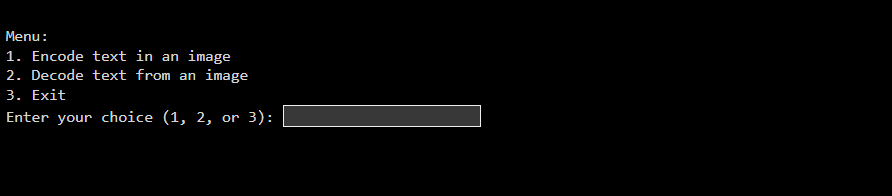 Menu:
1. Encode text in an image
2. Decode text from an image
3. Exit
Enter your choice (1, 2, or 3):